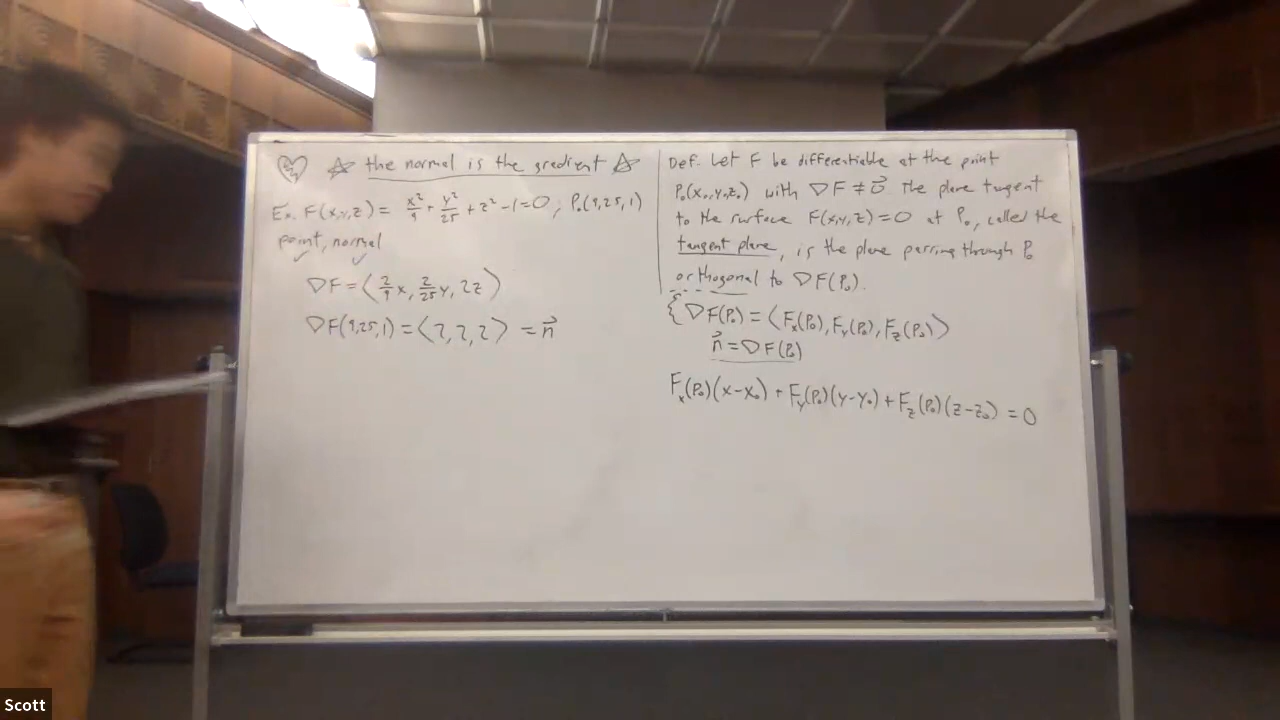 ☆ the normal is the gradient ☆
Ex. F(x,y,z) = x²/9 + y²/25 + z² - 1 = 0, P₀(9,25,1)
point, normal
✓ ✓
∇F = ⟨2/9 x, 2/25 y, 2z⟩
∇F(9,25,1) = ⟨2,2,2⟩ = n⃗
Def. Let F be differentiable at the point
P₀(x₀,y₀,z₀) with ∇F ≠ 0⃗. The plane tangent
to the surface F(x,y,z) = 0 at P₀, called the
tangent plane, is the plane passing through P₀
orthogonal to ∇F(P₀).
{∇F(P₀) = ⟨Fx(P₀), Fy(P₀), Fz(P₀)⟩
n⃗ = ∇F(P₀)
Fx(P₀)(x-x₀) + Fy(P₀)(y-y₀) + Fz(P₀)(z-z₀) = 0
Scott